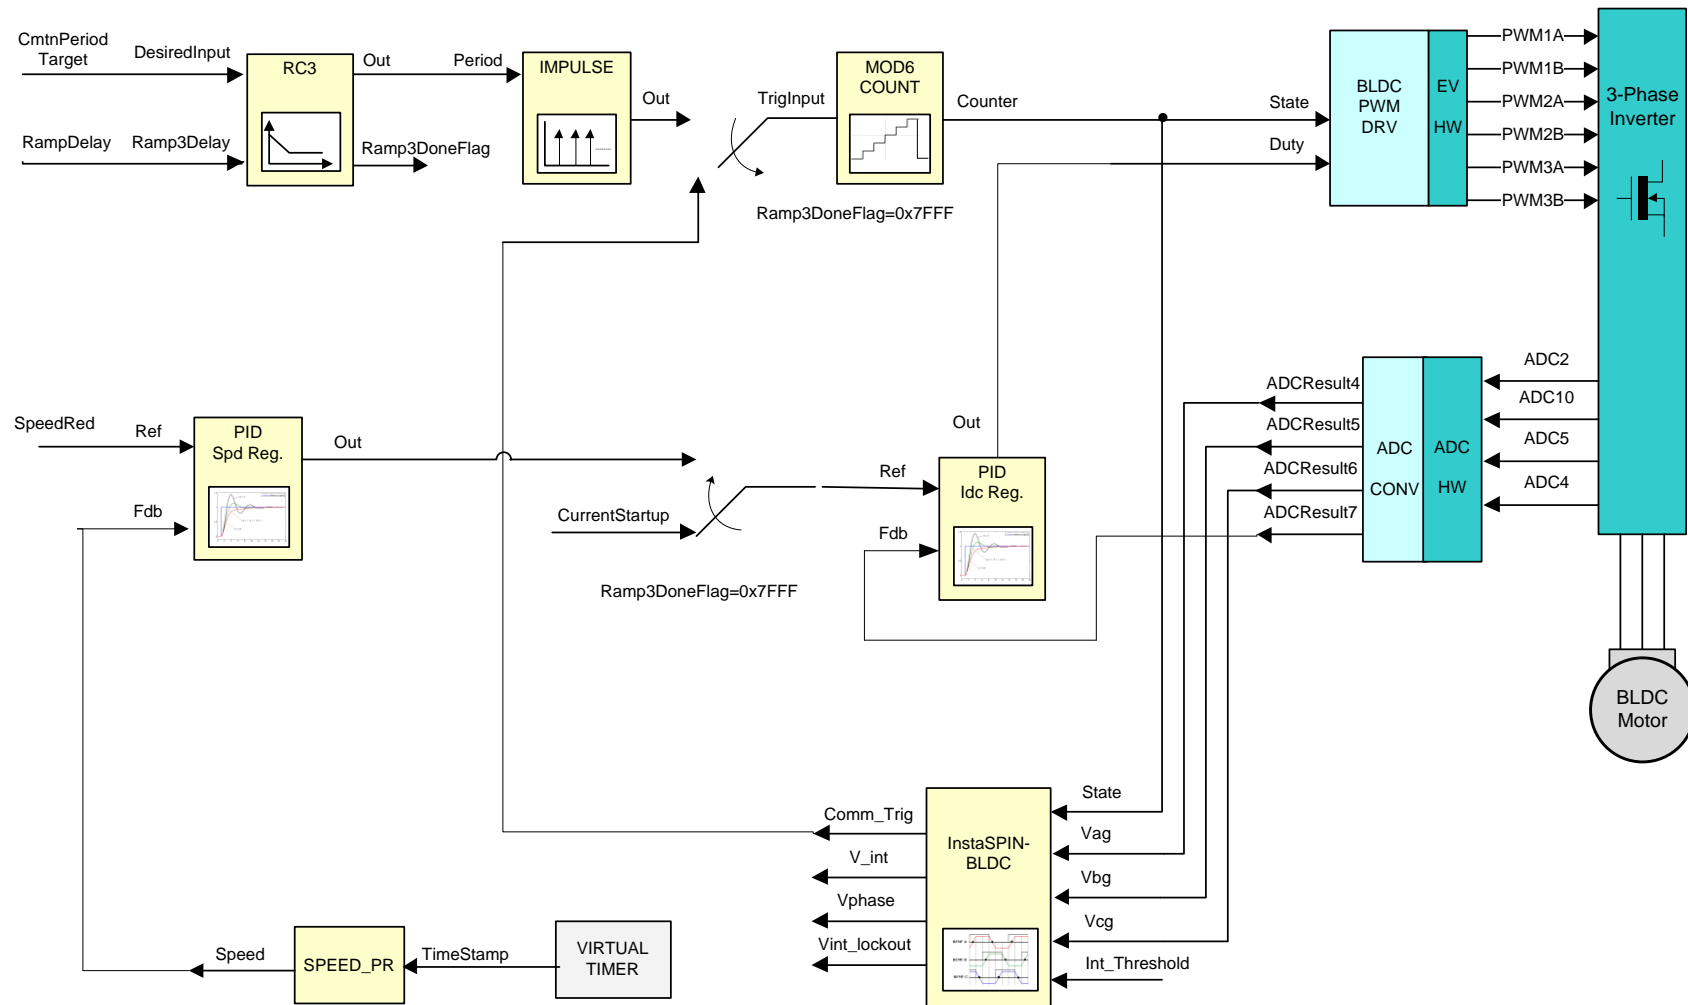 CmtnPeriod
Target
DesiredInput
RC3
Out
Period
IMPULSE
Out
TrigInput
MOD6
COUNT
Counter
State
BLDC
PWM
DRV
EV
HW
PWM1A
PWM1B
PWM2A
PWM2B
PWM3A
PWM3B
3-Phase
Inverter
RampDelay
Ramp3Delay
Ramp3DoneFlag
Duty
Ramp3DoneFlag=0x7FFF
SpeedRed
Ref
PID
Spd Reg.
Out
Fdb
CurrentStartup
Ramp3DoneFlag=0x7FFF
Out
Ref
PID
Idc Reg.
Fdb
ADCResult4
ADCResult5
ADCResult6
ADCResult7
ADC
CONV
ADC
HW
ADC2
ADC10
ADC5
ADC4
BLDC
Motor
Comm_Trig
V_int
Vphase
Vint_lockout
InstaSPIN-
BLDC
State
Vag
Vbg
Vcg
Int_Threshold
Speed
SPEED_PR
TimeStamp
VIRTUAL
TIMER